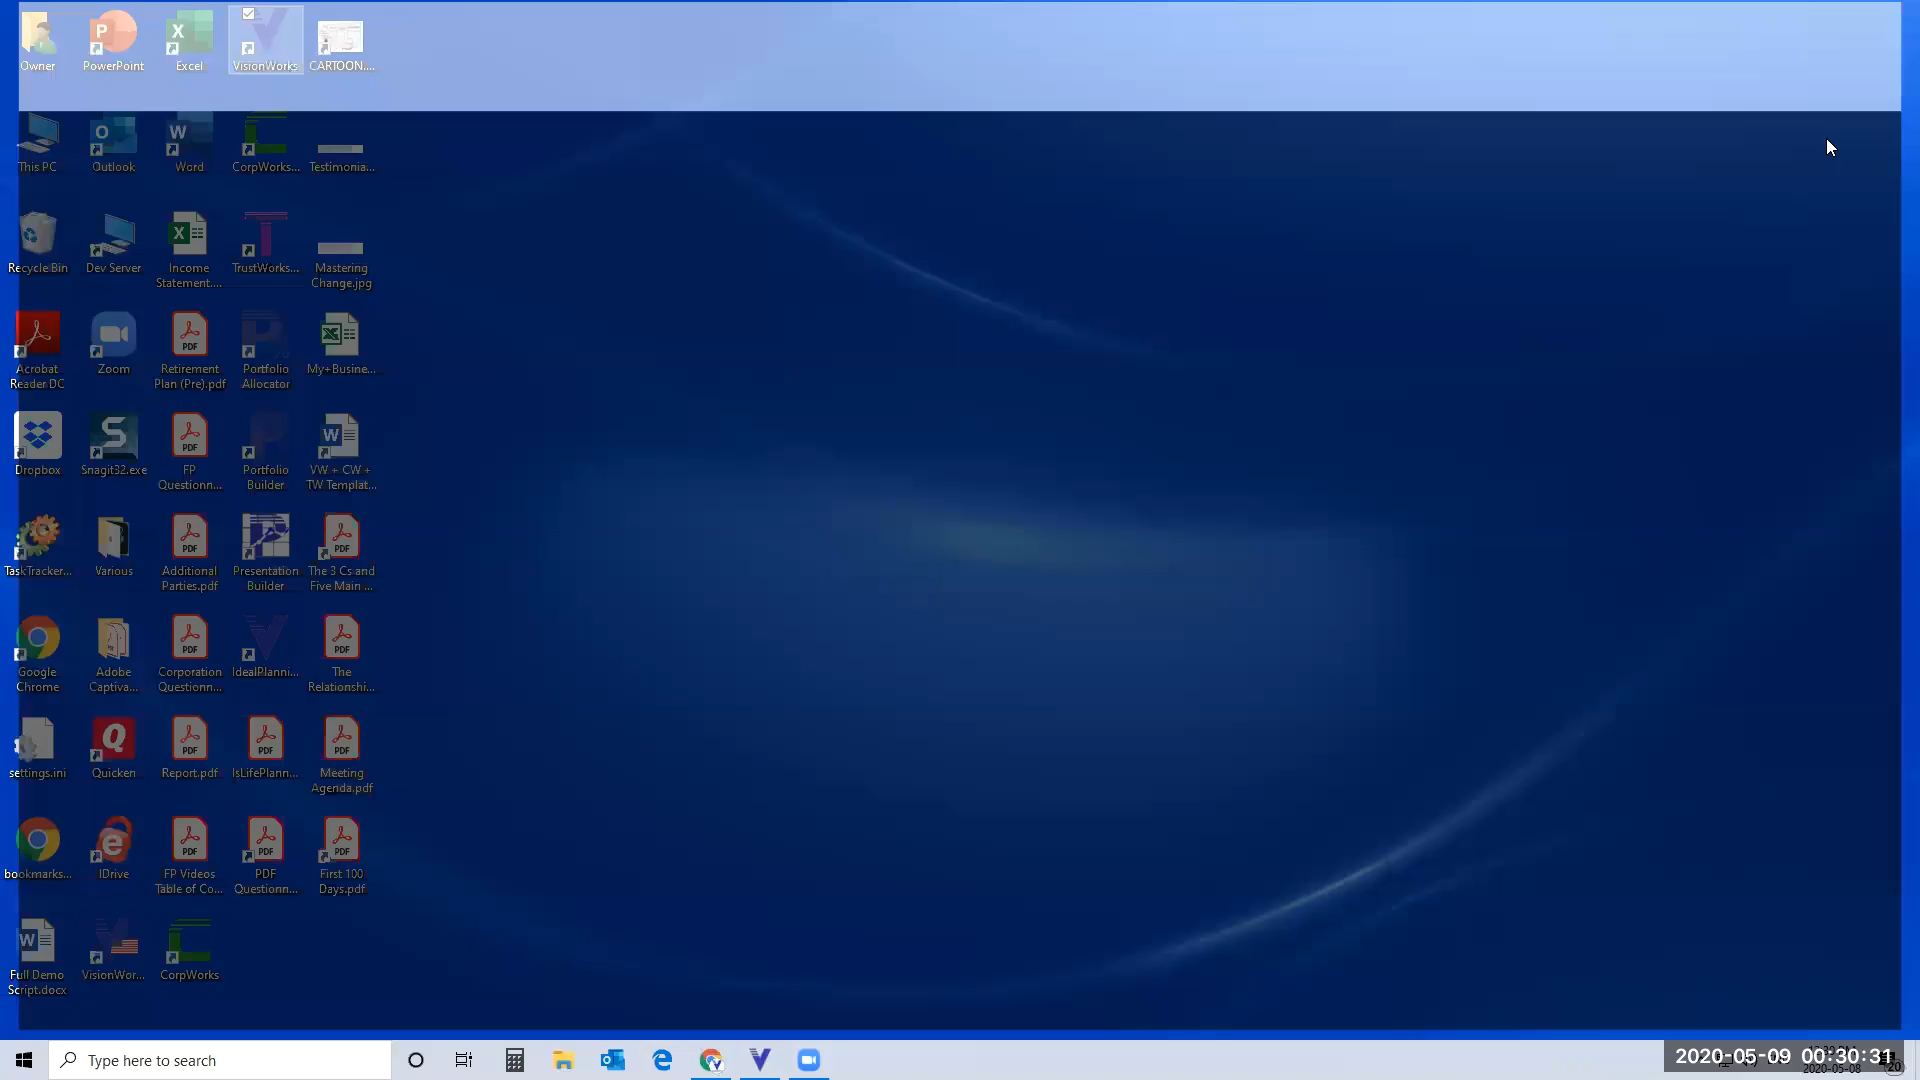 Owner
PowerPoint
Excel
VisionWorks
CARTOON....
This PC
Outlook
Word
CorpWorks...
Testimonia...
Recycle Bin
Dev Server
Income
Statement....
TrustWorks...
Mastering
Change.jpg
Acrobat
Reader DC
Zoom
Retirement
Plan (Pre).pdf
Portfolio
Allocator
My+Busine...
Dropbox
Snagit32.exe
FP
Questionn...
Portfolio
Builder
VW + CW +
TW Templat...
TaskTracker...
Various
Additional
Parties.pdf
Presentation
Builder
The 3 Cs and
Five Main ...
Google
Chrome
Adobe
Captiva...
Corporation
Questionn...
IdealPlanni...
The
Relationshi...
settings.ini
Quicken
Report.pdf
IsLifePlann...
Meeting
Agenda.pdf
bookmarks...
IDrive
FP Videos
Table of Co...
PDF
Questionn...
First 100
Days.pdf
Full Demo
Script.docx
VisionWor...
CorpWorks
Type here to search
2020-05-09 00:30:31
2020-05-08
20